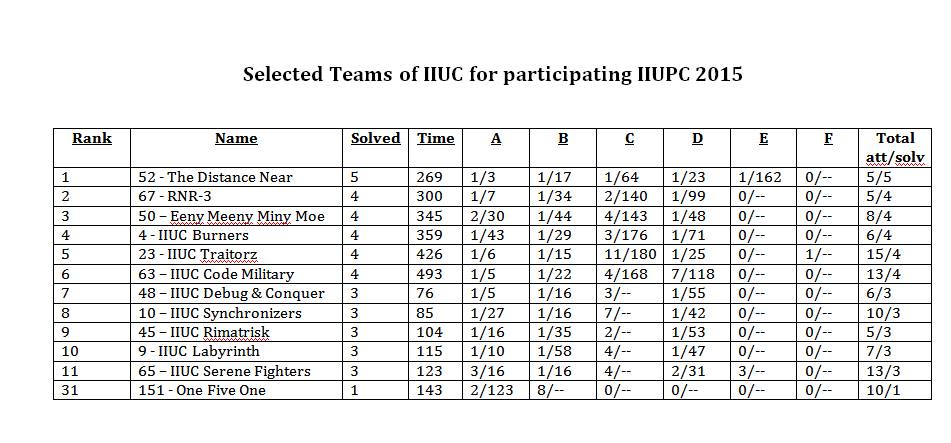 Selected Teams of IIUC for participating IIUPC 2015
Rank Name Solved Time A B C D E F Total att/solv
1 52 - The Distance Near 5 269 1/3 1/17 1/64 1/23 1/162 0/-- 5/5
2 67 - RNR-3 4 300 1/7 1/34 2/140 1/99 0/-- 0/-- 5/4
3 50 – Eeny Meeny Miny Moe 4 345 2/30 1/44 4/143 1/48 0/-- 0/-- 8/4
4 4 - IIUC Burners 4 359 1/43 1/29 3/176 1/71 0/-- 0/-- 6/4
5 23 - IIUC Traitorz 4 426 1/6 1/15 11/180 1/25 0/-- 1/-- 15/4
6 63 – IIUC Code Military 4 493 1/5 1/22 4/168 7/118 0/-- 0/-- 13/4
7 48 – IIUC Debug & Conquer 3 76 1/5 1/16 3/-- 1/55 0/-- 0/-- 6/3
8 10 – IIUC Synchronizers 3 85 1/27 1/16 7/-- 1/42 0/-- 0/-- 10/3
9 45 – IIUC Rimatrisk 3 104 1/16 1/35 2/-- 1/53 0/-- 0/-- 5/3
10 9 - IIUC Labyrinth 3 115 1/10 1/58 4/-- 1/47 0/-- 0/-- 7/3
11 65 – IIUC Serene Fighters 3 123 3/16 1/16 4/-- 2/31 3/-- 0/-- 13/3
31 151 - One Five One 1 143 2/123 8/-- 0/-- 0/-- 0/-- 0/-- 10/1